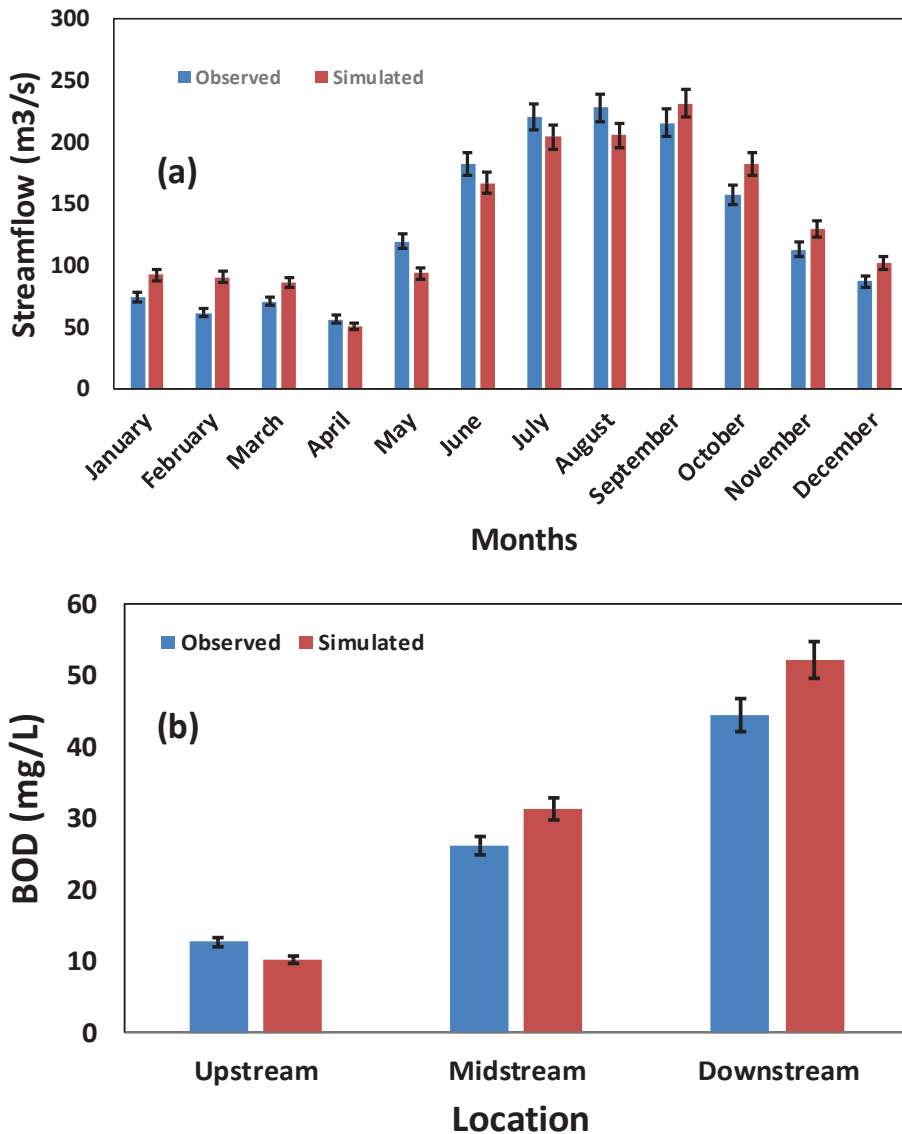 300
250
200
150
100
50
0
Streamflow (m3/s)
Observed Simulated
(a)
January
February
March
April
May
June
July
August
September
October
November
December
Months
60
50
40
30
20
10
0
BOD (mg/L)
Observed Simulated
(b)
Upstream Midstream Downstream
Location